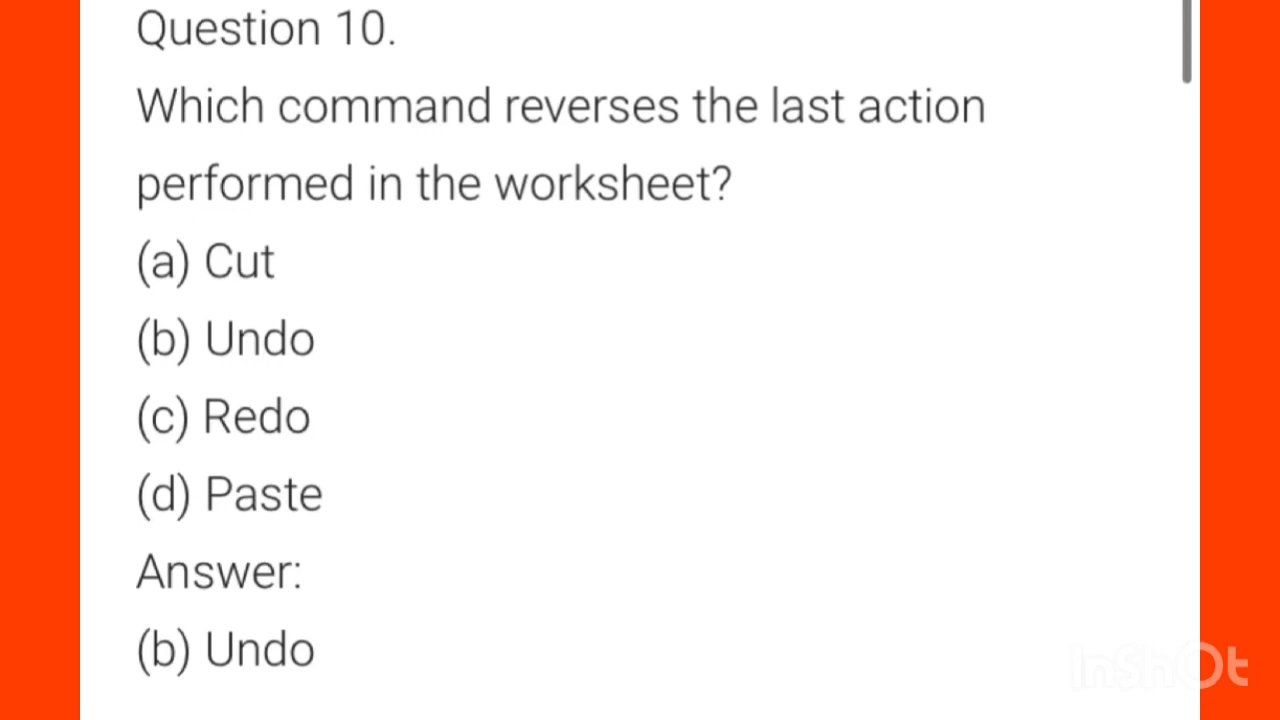 Question 10.
Which command reverses the last action
performed in the worksheet?
(a) Cut
(b) Undo
(c) Redo
(d) Paste
Answer:
(b) Undo
InShOt